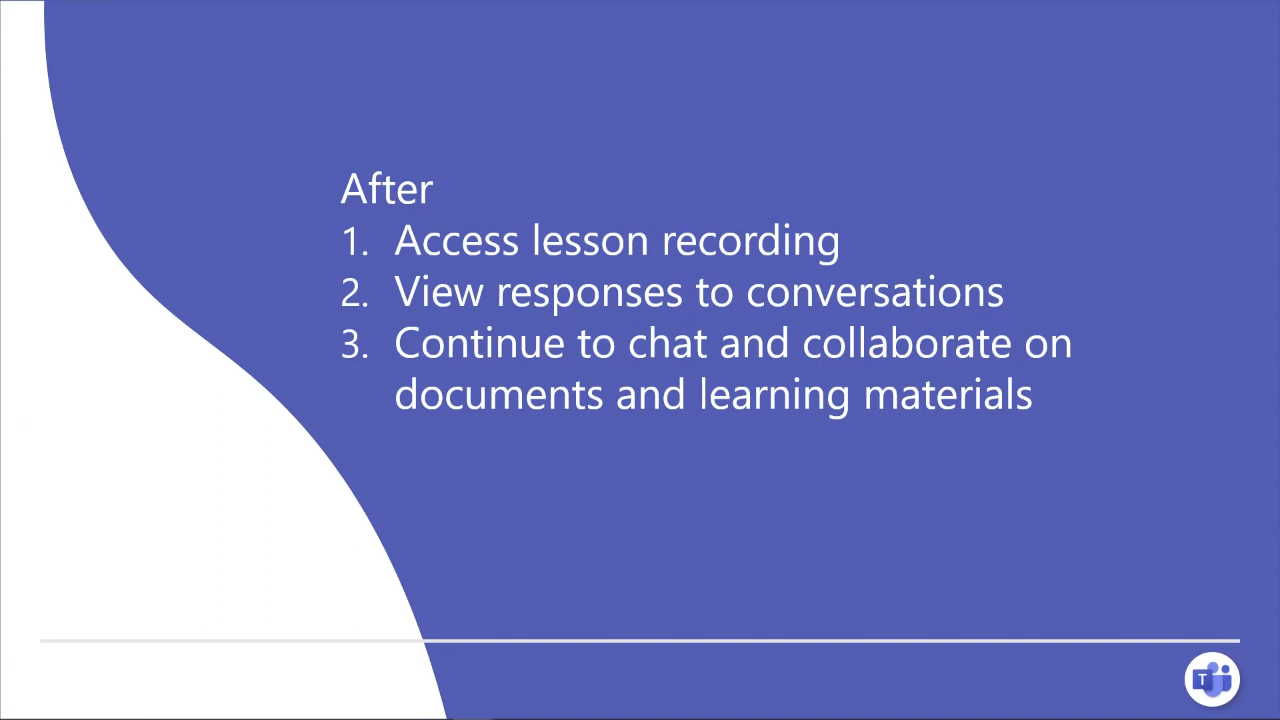 After
1. Access lesson recording
2. View responses to conversations
3. Continue to chat and collaborate on
documents and learning materials
T